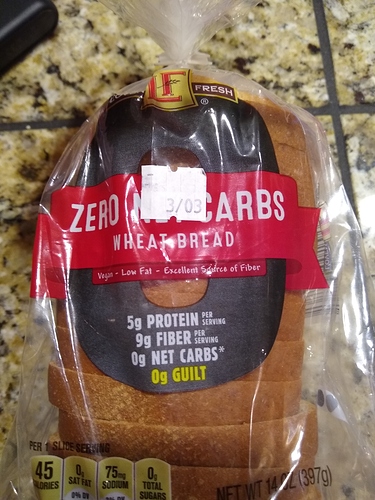 FRESH
®
ZERO CARBS
3/03
WHEAT BREAD
Vegan - Low Fat - Excellent Source of Fiber
5g PROTEIN PER SERVING
9g FIBER PER SERVING
0g NET CARBS*
0g GUILT
PER 1 SLICE SERVING
45 CALORIES
0g SAT FAT 0% DV
75mg SODIUM
0g TOTAL SUGARS
NET WT 14 OZ (397g)